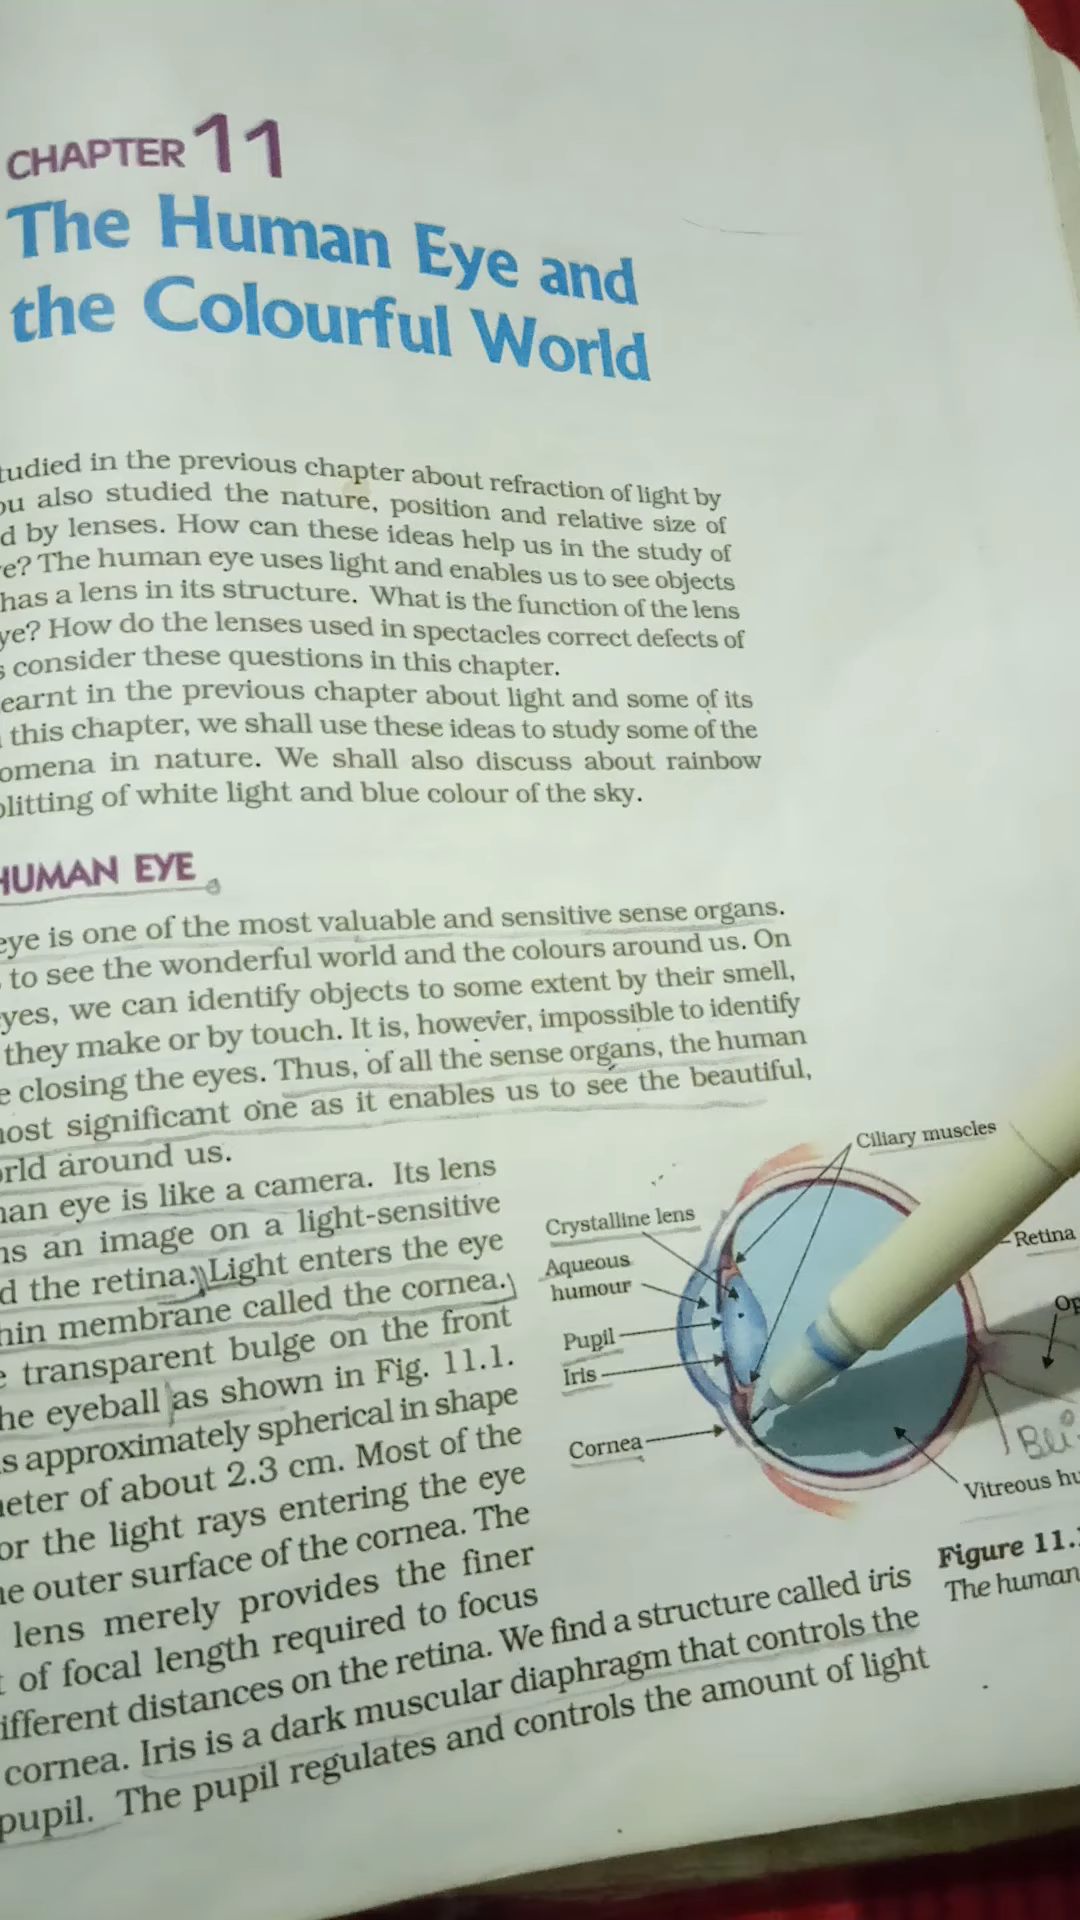 CHAPTER 11
The Human Eye and
the Colourful World
tudied in the previous chapter about refraction of light by
ou also studied the nature, position and relative size of
d by lenses. How can these ideas help us in the study of
e? The human eye uses light and enables us to see objects
has a lens in its structure. What is the function of the lens
ye? How do the lenses used in spectacles correct defects of
s consider these questions in this chapter.
earnt in the previous chapter about light and some of its
this chapter, we shall use these ideas to study some of the
omena in nature. We shall also discuss about rainbow
plitting of white light and blue colour of the sky.
HUMAN EYE
eye is one of the most valuable and sensitive sense organs.
to see the wonderful world and the colours around us. On
yes, we can identify objects to some extent by their smell,
they make or by touch. It is, however, impossible to identify
e closing the eyes. Thus, of all the sense organs, the human
nost significant one as it enables us to see the beautiful,
orld around us.
nan eye is like a camera. Its lens
ns an image on a light-sensitive
d the retina. Light enters the eye
hin membrane called the cornea.
e transparent bulge on the front
he eyeball as shown in Fig. 11.1.
s approximately spherical in shape
neter of about 2.3 cm. Most of the
or the light rays entering the eye
he outer surface of the cornea. The
lens merely provides the finer
t of focal length required to focus
ifferent distances on the retina. We find a structure called iris
cornea. Iris is a dark muscular diaphragm that controls the
pupil. The pupil regulates and controls the amount of light
Ciliary muscles
Crystalline lens
Aqueous
humour
Pupil
Iris
Cornea
Retina
Op
Bli
Vitreous hu
Figure 11.
The human